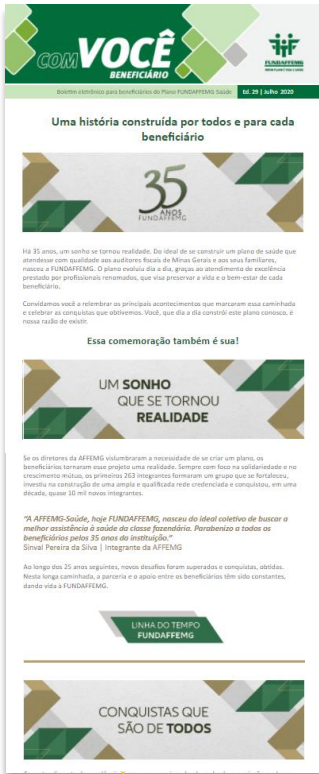 COM VOCÊ
BENEFICIÁRIO
FUNDAFFEMG
Boletim eletrônico para beneficiários do Plano FUNDAFFEMG Saúde
Ed. 29 | Julho 2020
Uma história construída por todos e para cada
beneficiário
35
ANOS
FUNDAFFEMG
Há 35 anos, um sonho se tornou realidade. Do ideal de se construir um plano de saúde que
atendesse com qualidade aos auditores fiscais de Minas Gerais e aos seus familiares,
nasceu a FUNDAFFEMG. O plano evoluiu dia a dia, graças ao atendimento de excelência
prestado por profissionais renomados, que visa preservar a vida e o bem-estar de cada
beneficiário.
Convidamos você a relembrar os principais acontecimentos que marcaram essa caminhada
e celebrar as conquistas que obtivemos. Você, que dia a dia constrói este plano conosco, é
nossa razão de existir.
Essa comemoração também é sua!
UM SONHO
QUE SE TORNOU
REALIDADE
Se os diretores da AFFEMG vislumbraram a necessidade de se criar um plano, os
beneficiários tornaram esse projeto uma realidade. Sempre com foco na solidariedade e no
crescimento mútuo, os primeiros 263 integrantes formaram um grupo que se fortaleceu,
investiu na construção de uma ampla e qualificada rede credenciada e conquistou, em uma
década, quase 10 mil novos integrantes.
"A AFFEMG-Saúde, hoje FUNDAFFEMG, nasceu do ideal coletivo de buscar a
melhor assistência à saúde da classe fazendária. Parabenizo a todos os
beneficiários pelos 35 anos da instituição."
Sinval Pereira da Silva | Integrante da AFFEMG
Ao longo dos 25 anos seguintes, novos desafios foram superados e conquistas, obtidas.
Nesta longa caminhada, a parceria e o apoio entre os beneficiários têm sido constantes,
dando vida à FUNDAFFEMG.
LINHA DO TEMPO
FUNDAFFEMG
CONQUISTAS QUE
SÃO DE TODOS